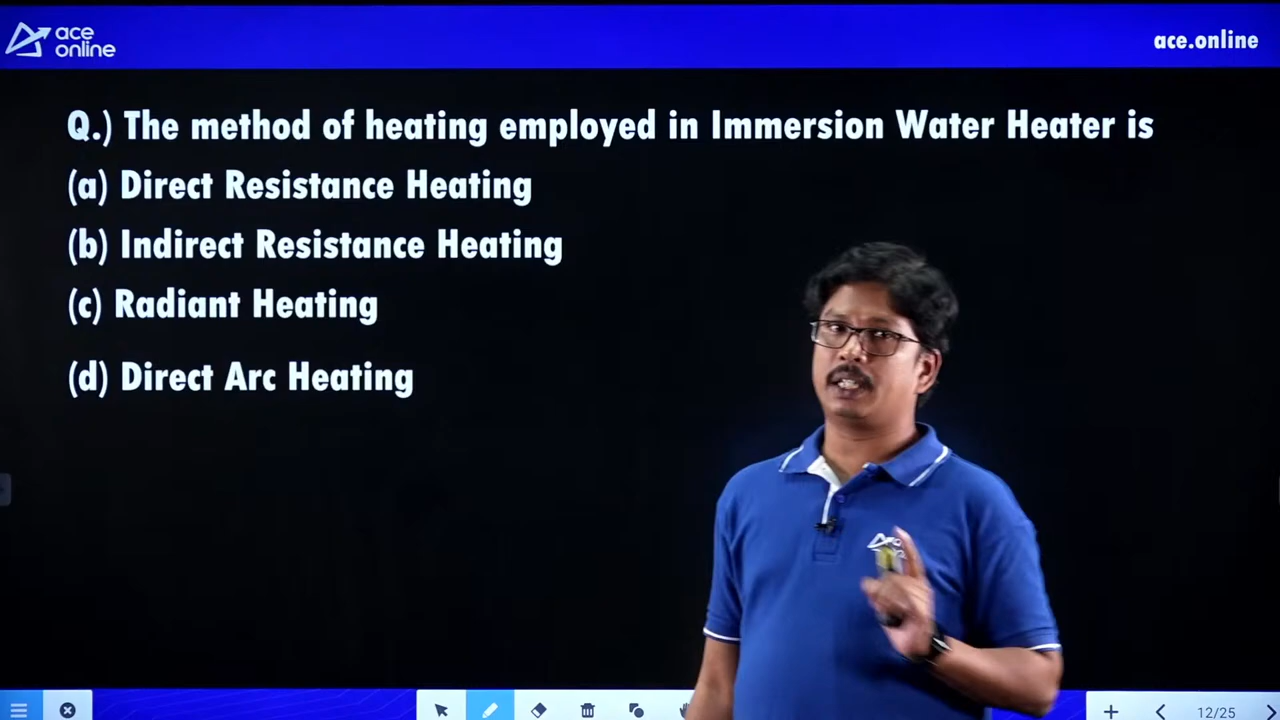 ace
online
ace.online
Q.) The method of heating employed in Immersion Water Heater is
(a) Direct Resistance Heating
(b) Indirect Resistance Heating
(c) Radiant Heating
(d) Direct Arc Heating
12/25